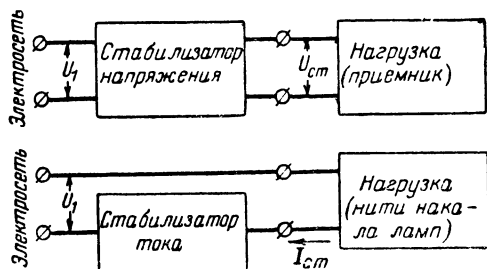 Электросеть
U₁
Стабилизатор
напряжения
Uст
Нагрузка
(приемник)
Электросеть
U₁
Стабилизатор
тока
Iст
Нагрузка
(нити нака-
ла ламп)